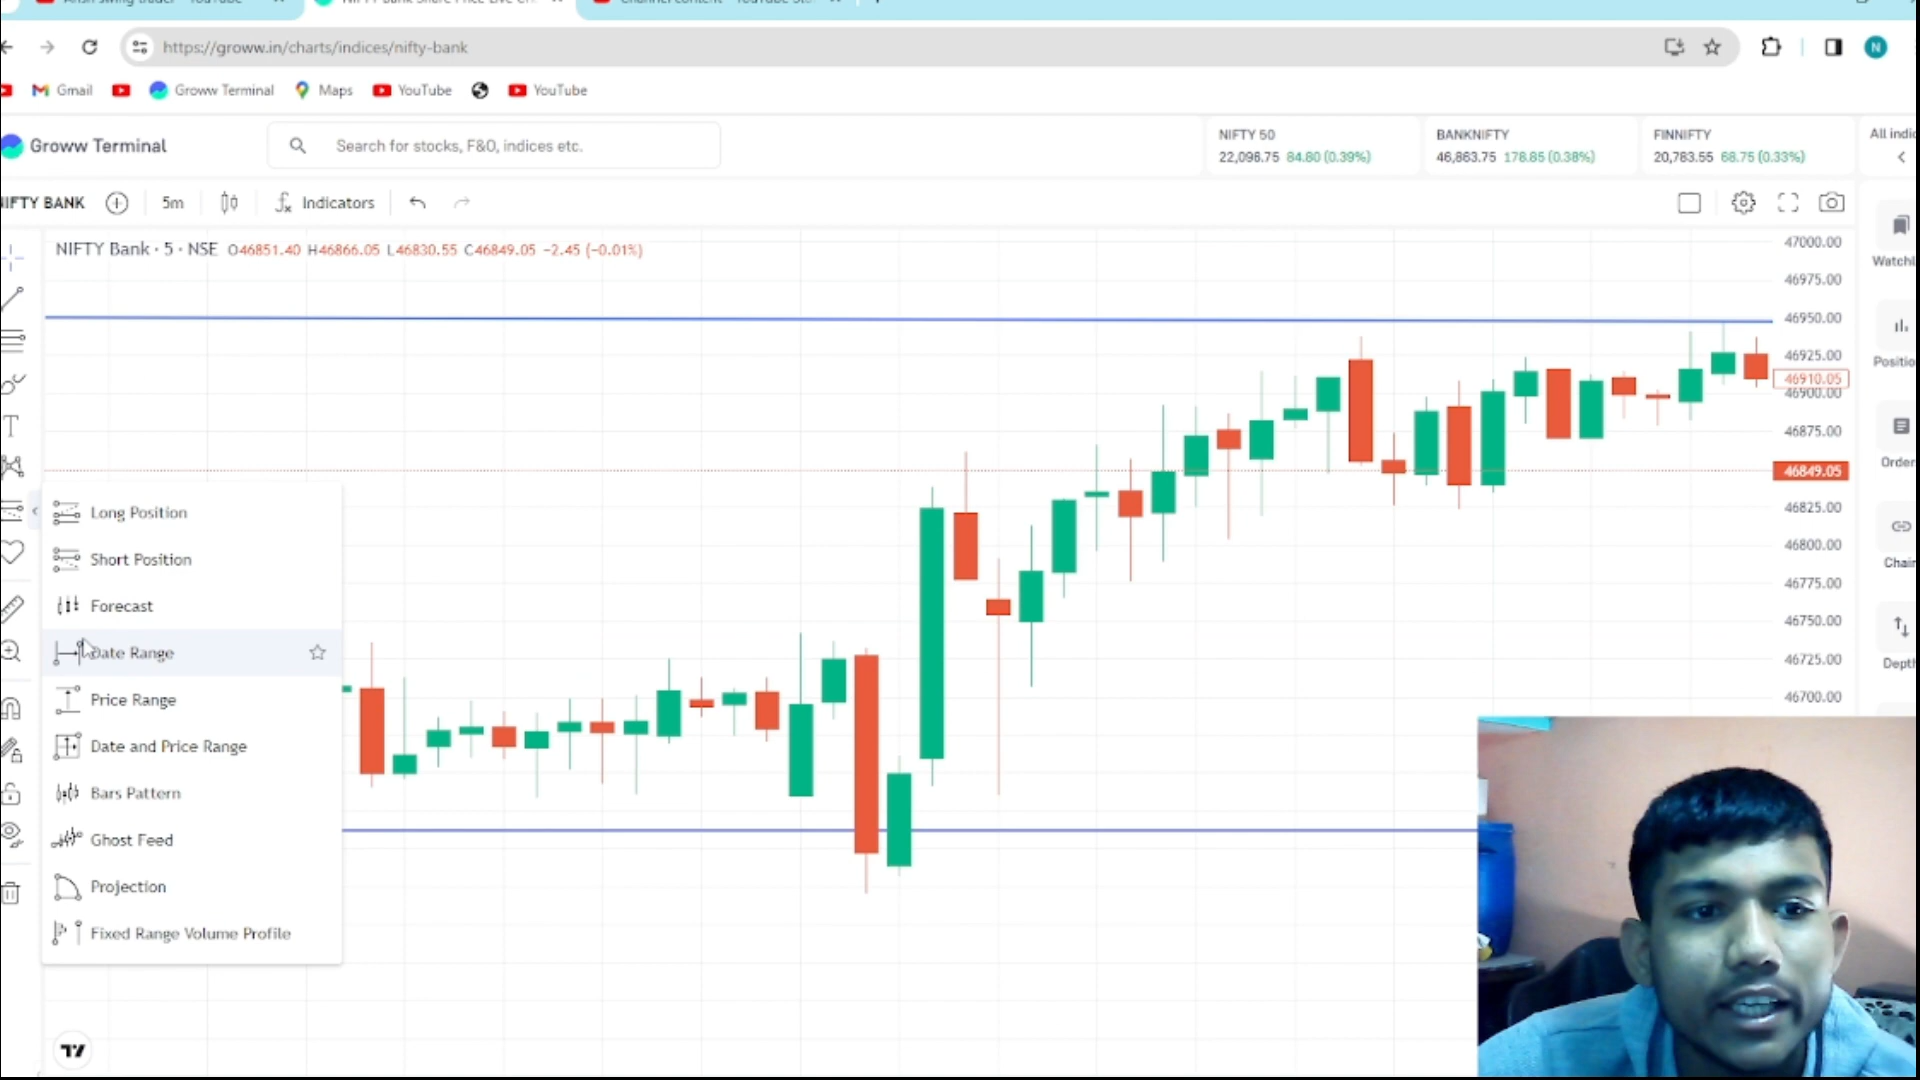 https://groww.in/charts/indices/nifty-bank
Gmail
Groww Terminal
Maps
YouTube
YouTube
Groww Terminal
Search for stocks, F&O, indices etc.
NIFTY 50
22,096.75 84.80 (0.39%)
BANKNIFTY
46,863.75 178.85 (0.38%)
FINNIFTY
20,783.55 68.75 (0.33%)
All indic
N
NIFTY BANK
5m
Indicators
NIFTY Bank · 5 · NSE O46851.40 H46866.05 L46830.55 C46849.05 −2.45 (−0.01%)
47000.00
46975.00
46950.00
46925.00
46910.05
46900.00
46875.00
46849.05
46825.00
46800.00
46775.00
46750.00
46725.00
46700.00
Watchl
Positio
Order
Chain
Depth
Long Position
Short Position
Forecast
Date Range
Price Range
Date and Price Range
Bars Pattern
Ghost Feed
Projection
Fixed Range Volume Profile